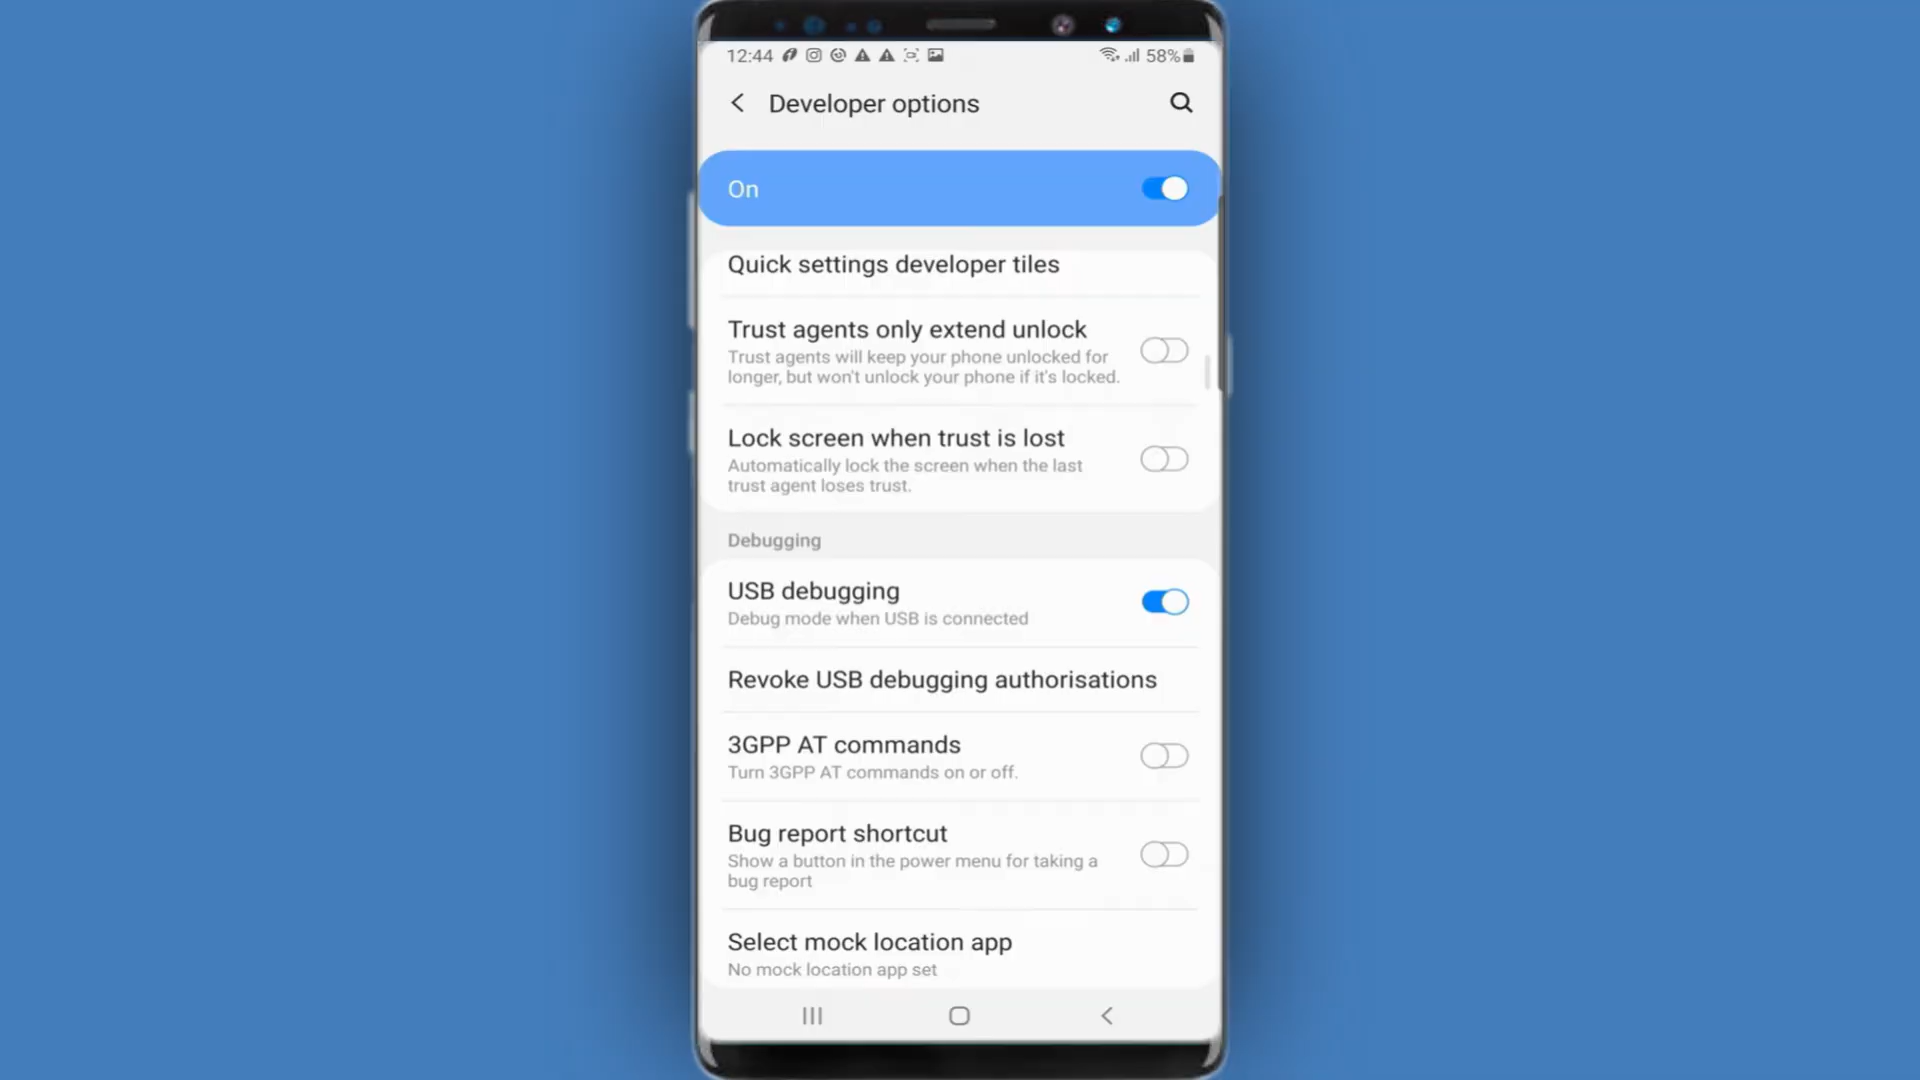 12:44 58%
Developer options
On
Quick settings developer tiles
Trust agents only extend unlock
Trust agents will keep your phone unlocked for
longer, but won't unlock your phone if it's locked.
Lock screen when trust is lost
Automatically lock the screen when the last
trust agent loses trust.
Debugging
USB debugging
Debug mode when USB is connected
Revoke USB debugging authorisations
3GPP AT commands
Turn 3GPP AT commands on or off.
Bug report shortcut
Show a button in the power menu for taking a
bug report
Select mock location app
No mock location app set